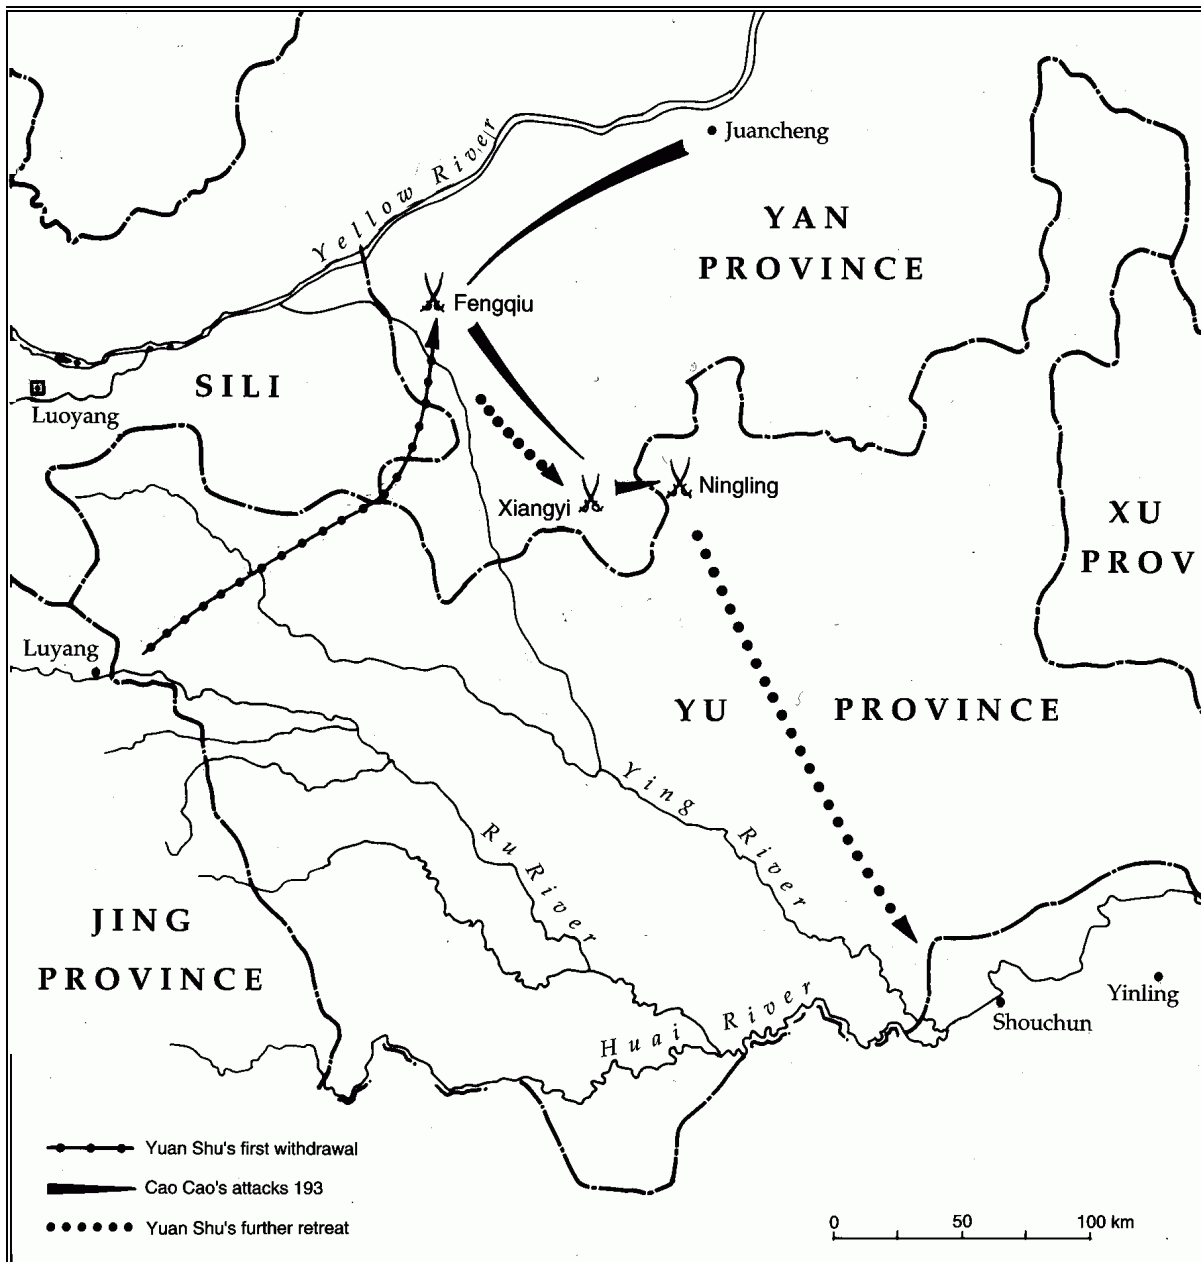 Juancheng
Yellow River
YAN
PROVINCE
Fengqiu
SILI
Luoyang
Xiangyi
Ningling
XU
PROV
Luyang
YU PROVINCE
Ying River
Ru River
JING
PROVINCE
Huai River
Yinling
Shouchun
Yuan Shu's first withdrawal
Cao Cao's attacks 193
Yuan Shu's further retreat
0 50 100 km